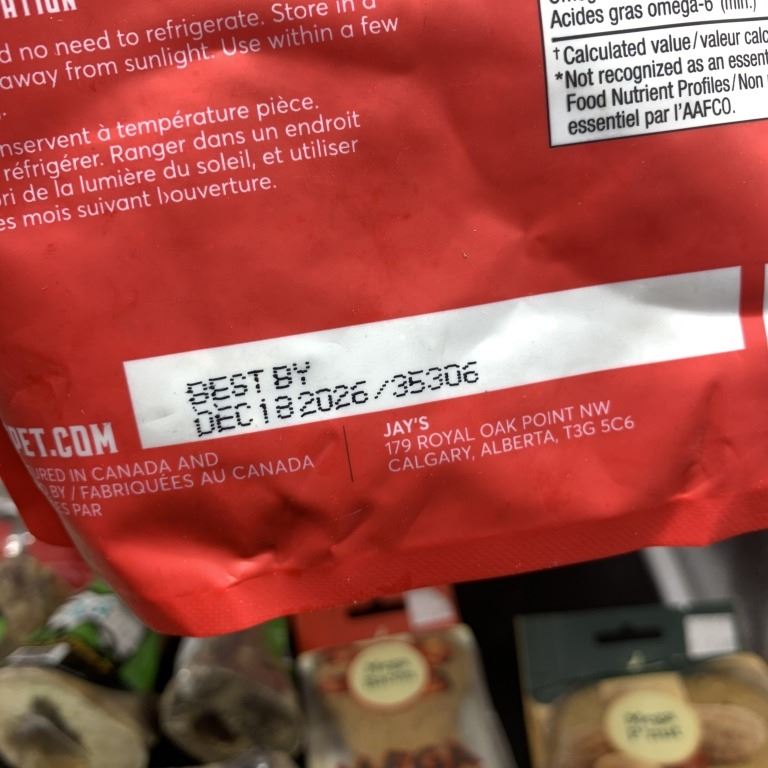 d no need to refrigerate. Store in a
away from sunlight. Use within a few
nservent à température pièce.
réfrigérer. Ranger dans un endroit
ri de la lumière du soleil, et utiliser
es mois suivant l'ouverture.
Acides gras oméga-6 (min.)
†Calculated value/valeur calc
*Not recognized as an essent
Food Nutrient Profiles/Non
essentiel par l'AAFCO.
BEST BY
DEC 18 2026 /35306
PET.COM
URED IN CANADA AND
BY / FABRIQUÉES AU CANADA
ES PAR
JAY'S
179 ROYAL OAK POINT NW
CALGARY, ALBERTA, T3G 5C6